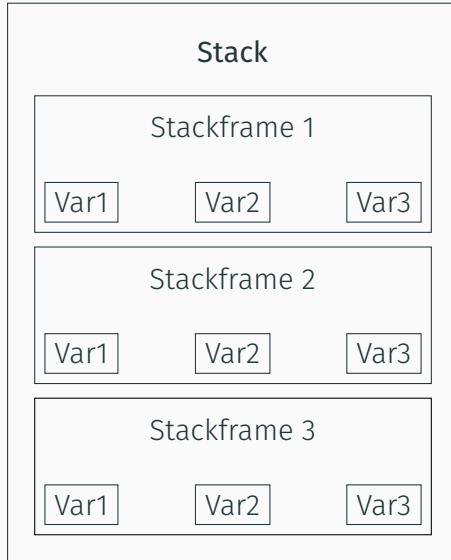 Stack
Stackframe 1
Var1 Var2 Var3
Stackframe 2
Var1 Var2 Var3
Stackframe 3
Var1 Var2 Var3